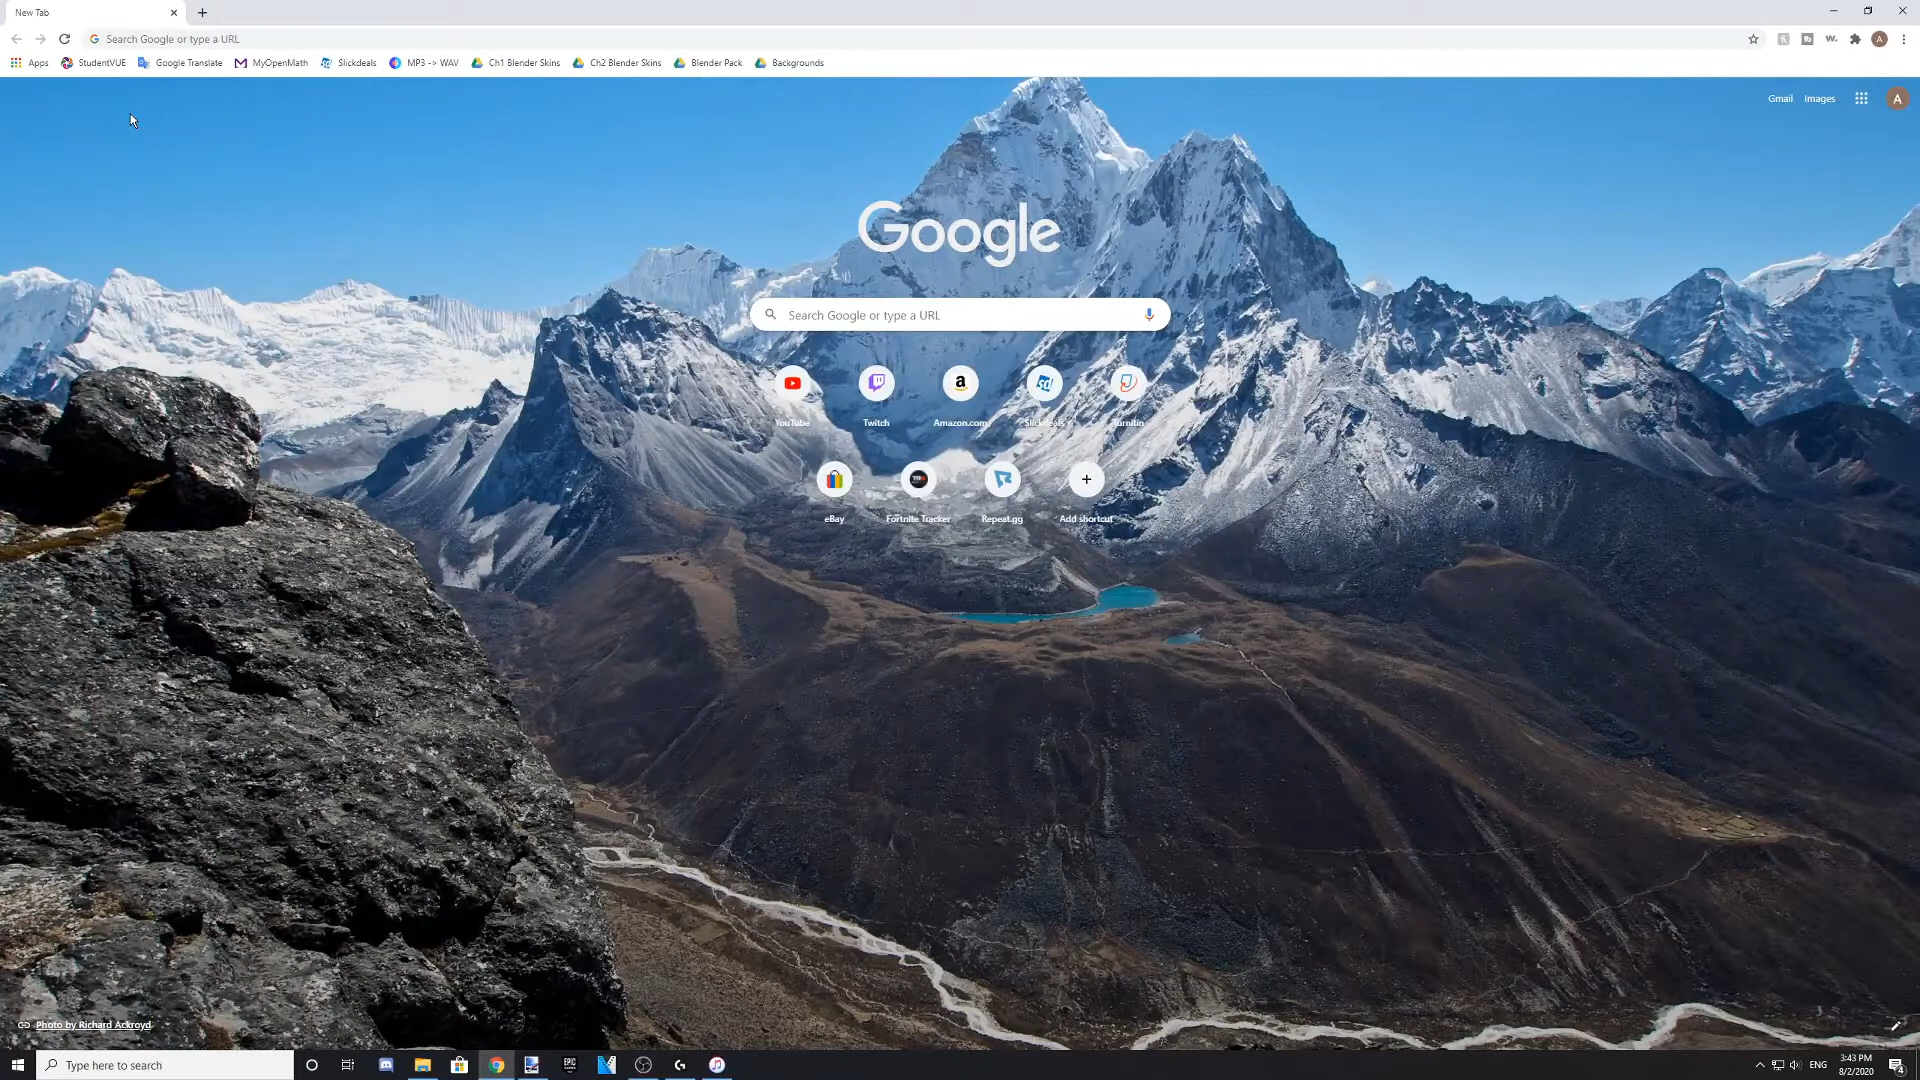 New Tab
Search Google or type a URL
Apps StudentVUE Google Translate MyOpenMath Slickdeals MP3 -> WAV Ch1 Blender Skins Ch2 Blender Skins Blender Pack Backgrounds
Gmail Images A
Google
Search Google or type a URL
YouTube Twitch Amazon.com Slickdeals Turnitin
eBay Fortnite Tracker Repeat.gg Add shortcut
Photo by Richard Ackroyd
Type here to search
ENG
3:43 PM
8/2/2020